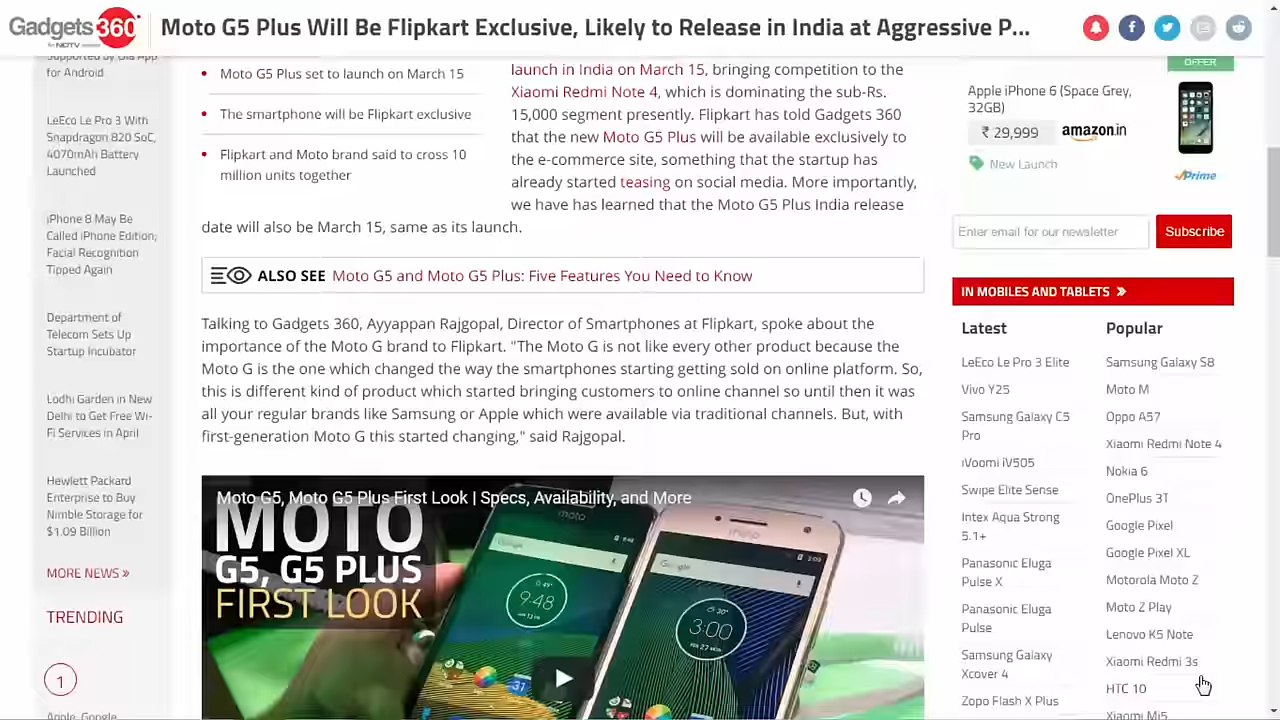 Gadgets 360
BY NDTV
Moto G5 Plus Will Be Flipkart Exclusive, Likely to Release in India at Aggressive P...
Supported by Ola App
for Android
LeEco Le Pro 3 With
Snapdragon 820 SoC,
4070mAh Battery
Launched
iPhone 8 May Be
Called iPhone Edition;
Facial Recognition
Tipped Again
Department of
Telecom Sets Up
Startup Incubator
Lodhi Garden in New
Delhi to Get Free Wi-
Fi Services in April
Hewlett Packard
Enterprise to Buy
Nimble Storage for
$1.09 Billion
MORE NEWS »
TRENDING
1
Apple, Google
Moto G5 Plus set to launch on March 15
The smartphone will be Flipkart exclusive
Flipkart and Moto brand said to cross 10
million units together
launch in India on March 15, bringing competition to the
Xiaomi Redmi Note 4, which is dominating the sub-Rs.
15,000 segment presently. Flipkart has told Gadgets 360
that the new Moto G5 Plus will be available exclusively to
the e-commerce site, something that the startup has
already started teasing on social media. More importantly,
we have has learned that the Moto G5 Plus India release
date will also be March 15, same as its launch.
ALSO SEE Moto G5 and Moto G5 Plus: Five Features You Need to Know
Talking to Gadgets 360, Ayyappan Rajgopal, Director of Smartphones at Flipkart, spoke about the
importance of the Moto G brand to Flipkart. "The Moto G is not like every other product because the
Moto G is the one which changed the way the smartphones starting getting sold on online platform. So,
this is different kind of product which started bringing customers to online channel so until then it was
all your regular brands like Samsung or Apple which were available via traditional channels. But, with
first-generation Moto G this started changing," said Rajgopal.
Moto G5, Moto G5 Plus First Look | Specs, Availability, and More
MOTO
G5, G5 PLUS
FIRST LOOK
moto
Google
9:48
31
moto
Google
3:00
OFFER
Apple iPhone 6 (Space Grey,
32GB)
₹ 29,999 amazon.in
New Launch
Prime
Enter email for our newsletter Subscribe
IN MOBILES AND TABLETS »
Latest
LeEco Le Pro 3 Elite
Vivo Y25
Samsung Galaxy C5
Pro
iVoomi iV505
Swipe Elite Sense
Intex Aqua Strong
5.1+
Panasonic Eluga
Pulse X
Panasonic Eluga
Pulse
Samsung Galaxy
Xcover 4
Zopo Flash X Plus
Popular
Samsung Galaxy S8
Moto M
Oppo A57
Xiaomi Redmi Note 4
Nokia 6
OnePlus 3T
Google Pixel
Google Pixel XL
Motorola Moto Z
Moto Z Play
Lenovo K5 Note
Xiaomi Redmi 3s
HTC 10
Xiaomi Mi5